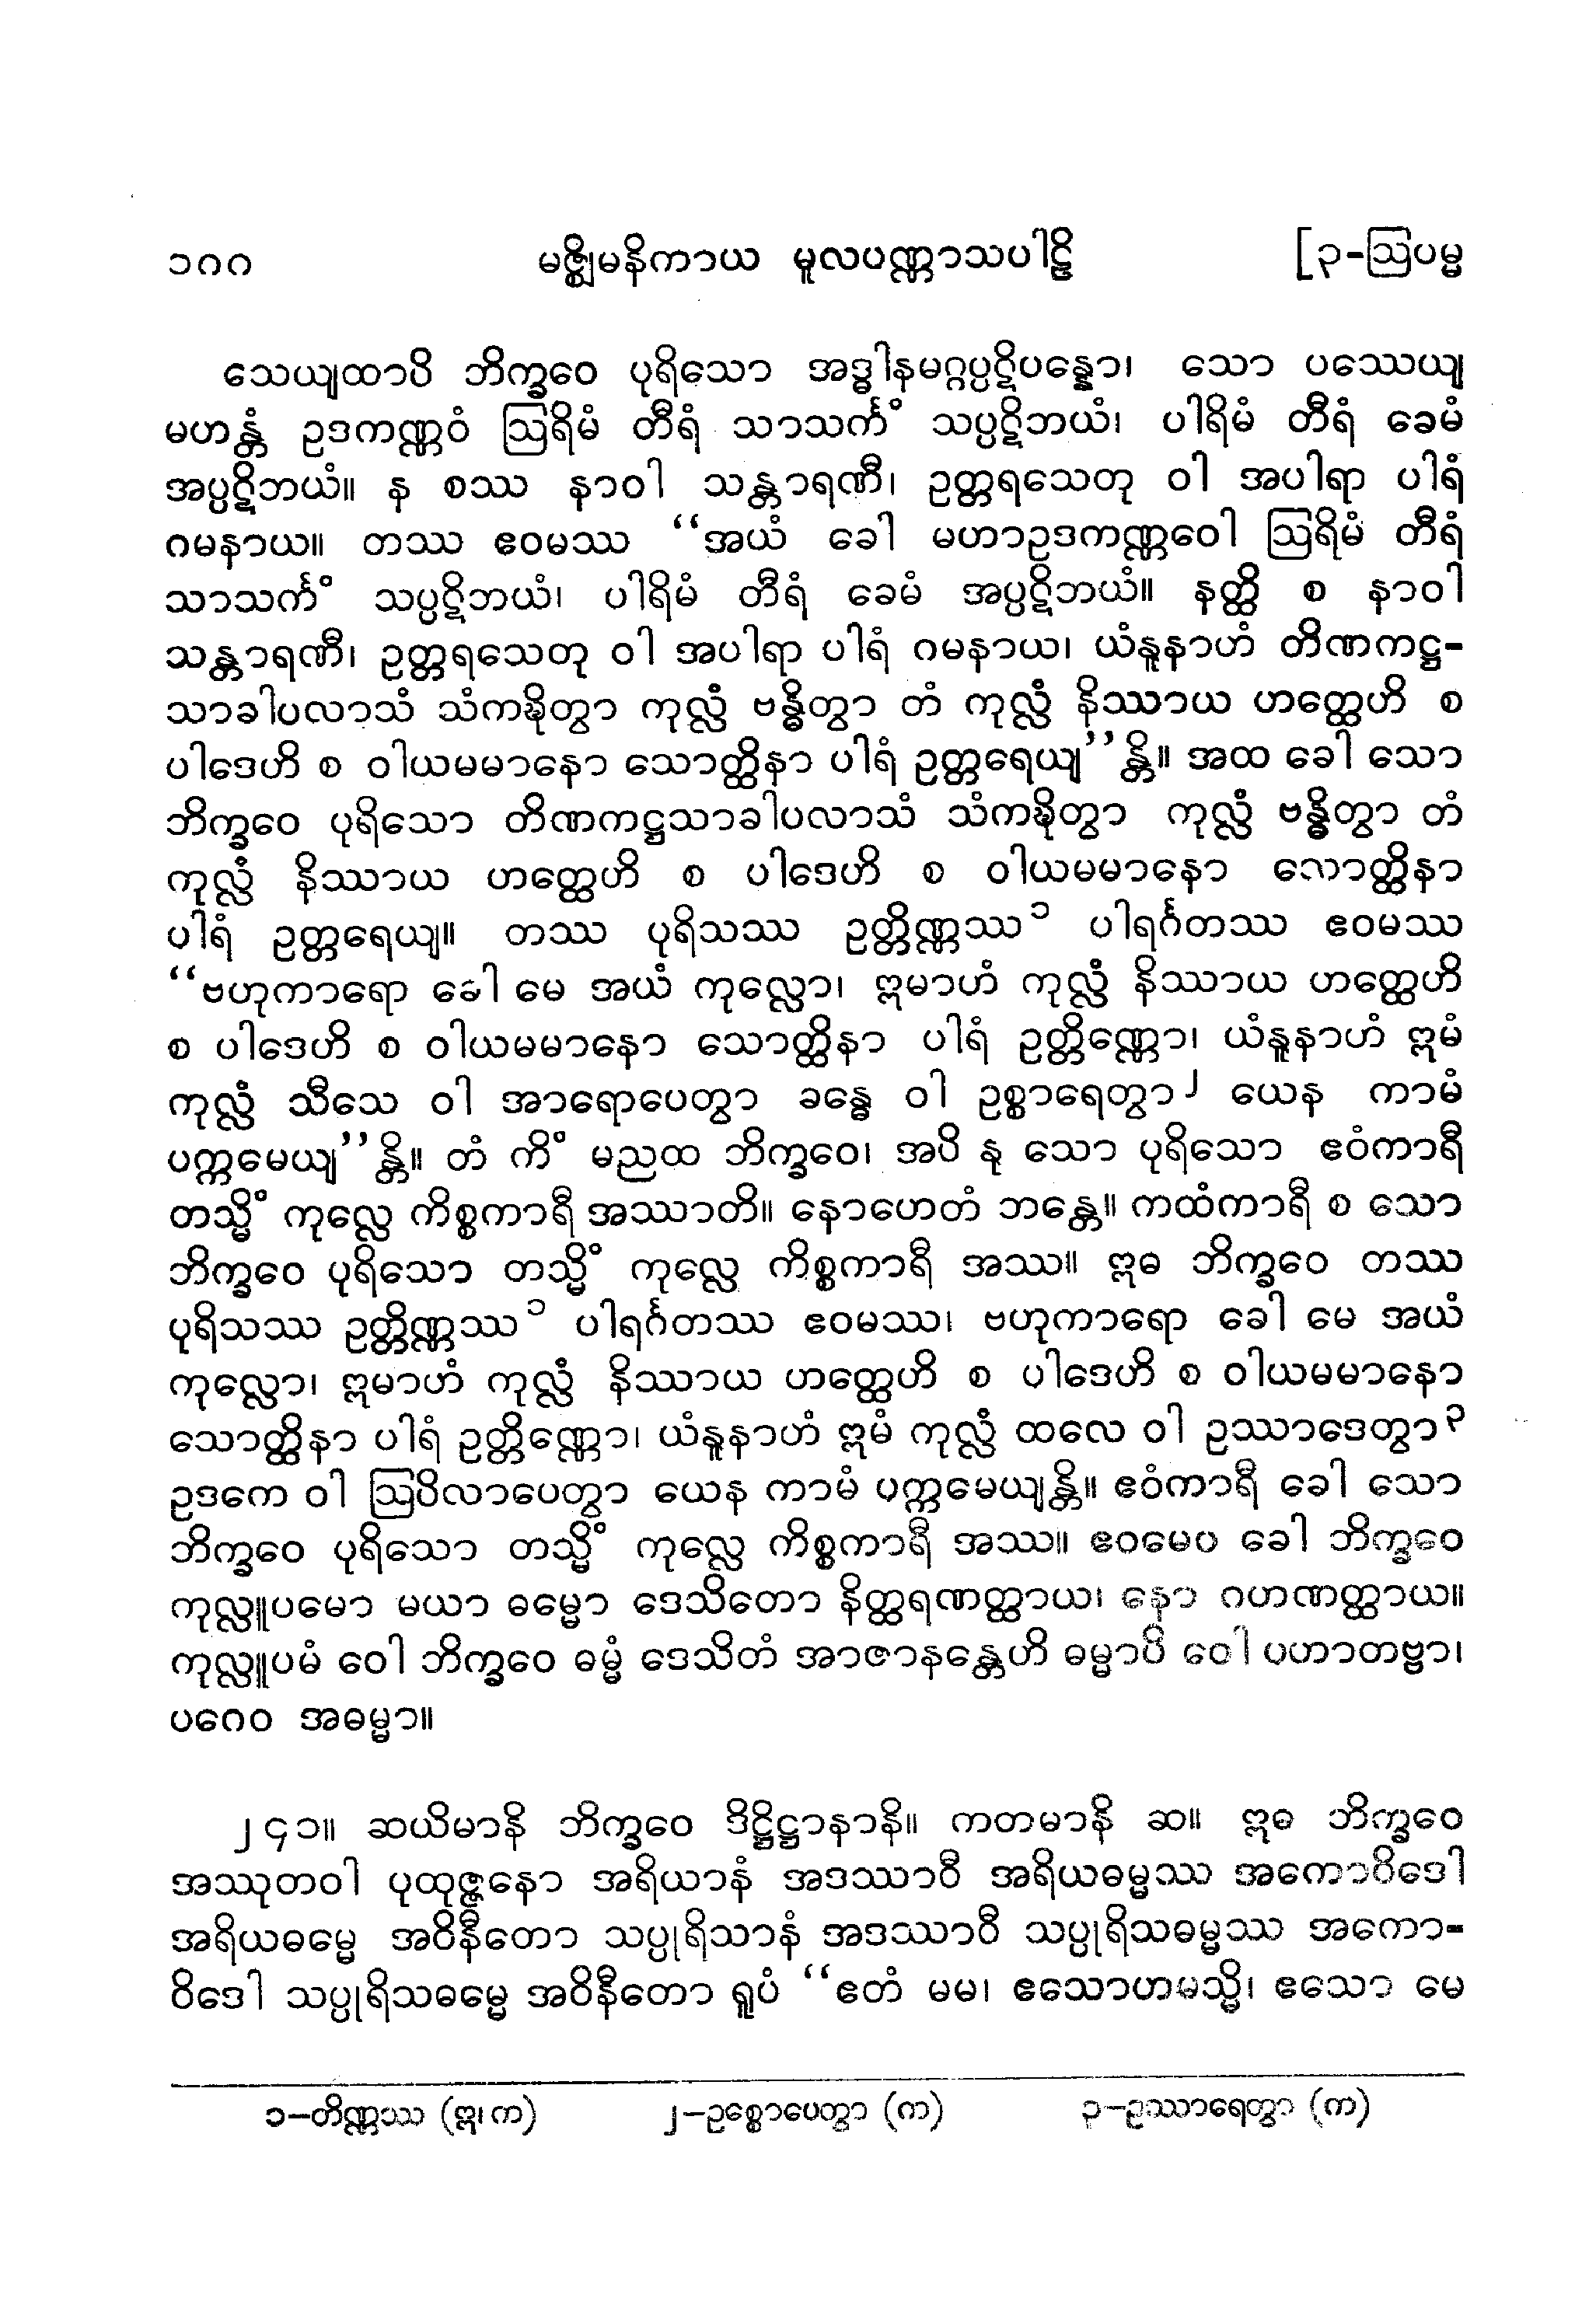 ၁၈၈ မဇ္ဈိမနိကာယ မူလပဏ္ဏာသပါဠိ [၃-ဩပမ္မ
သေယျထာပိ ဘိက္ခဝေ ပုရိသော အဒ္ဓါနမဂ္ဂပ္ပဋိပန္နော၊ သော ပဿေယျ
မဟန္တံ ဥဒကဏ္ဏဝံ ဩရိမံ တီရံ သာသင်္ကံ သပ္ပဋိဘယံ၊ ပါရိမံ တီရံ ခေမံ
အပ္ပဋိဘယံ။ န စဿ နာဝါ သန္တာရဏီ၊ ဥတ္တရသေတု ဝါ အပါရာ ပါရံ
ဂမနာယ။ တဿ ဧဝမဿ “အယံ ခေါ မဟာဥဒကဏ္ဏဝေါ ဩရိမံ တီရံ
သာသင်္ကံ သပ္ပဋိဘယံ၊ ပါရိမံ တီရံ ခေမံ အပ္ပဋိဘယံ။ နတ္ထိ စ နာဝါ
သန္တာရဏီ၊ ဥတ္တရသေတု ဝါ အပါရာ ပါရံ ဂမနာယ၊ ယံနူနာဟံ တိဏကဋ္ဌ-
သာခါပလာသံ သံကဍ္ဎိတွာ ကုလ္လံ ဗန္ဓိတွာ တံ ကုလ္လံ နိဿာယ ဟတ္ထေဟိ စ
ပါဒေဟိ စ ဝါယမမာနော သောတ္ထိနာ ပါရံ ဥတ္တရေယျ”န္တိ။ အထ ခေါ သော
ဘိက္ခဝေ ပုရိသော တိဏကဋ္ဌသာခါပလာသံ သံကဍ္ဎိတွာ ကုလ္လံ ဗန္ဓိတွာ တံ
ကုလ္လံ နိဿာယ ဟတ္ထေဟိ စ ပါဒေဟိ စ ဝါယမမာနော သောတ္ထိနာ
ပါရံ ဥတ္တရေယျ။ တဿ ပုရိသဿ ဥတ္တိဏ္ဏဿ ၁ ပါရင်္ဂတဿ ဧဝမဿ
“ဗဟုကာရော ခေါ မေ အယံ ကုလ္လော၊ ဣမာဟံ ကုလ္လံ နိဿာယ ဟတ္ထေဟိ
စ ပါဒေဟိ စ ဝါယမမာနော သောတ္ထိနာ ပါရံ ဥတ္တိဏ္ဏော၊ ယံနူနာဟံ ဣမံ
ကုလ္လံ သီသေ ဝါ အာရောပေတွာ ခန္ဓေ ဝါ ဥစ္စာရေတွာ ၂ ယေန ကာမံ
ပက္ကမေယျ”န္တိ။ တံ ကိံ မညထ ဘိက္ခဝေ၊ အပိ နု သော ပုရိသော ဧဝံကာရီ
တသ္မိံ ကုလ္လေ ကိစ္စကာရီ အဿာတိ။ နောဟေတံ ဘန္တေ။ ကထံကာရီ စ သော
ဘိက္ခဝေ ပုရိသော တသ္မိံ ကုလ္လေ ကိစ္စကာရီ အဿ။ ဣဓ ဘိက္ခဝေ တဿ
ပုရိသဿ ဥတ္တိဏ္ဏဿ ၁ ပါရင်္ဂတဿ ဧဝမဿ၊ ဗဟုကာရော ခေါ မေ အယံ
ကုလ္လော၊ ဣမာဟံ ကုလ္လံ နိဿာယ ဟတ္ထေဟိ စ ပါဒေဟိ စ ဝါယမမာနော
သောတ္ထိနာ ပါရံ ဥတ္တိဏ္ဏော၊ ယံနူနာဟံ ဣမံ ကုလ္လံ ထလေ ဝါ ဥဿာဒေတွာ ၃
ဥဒကေ ဝါ ဩပိလာပေတွာ ယေန ကာမံ ပက္ကမေယျန္တိ။ ဧဝံကာရီ ခေါ သော
ဘိက္ခဝေ ပုရိသော တသ္မိံ ကုလ္လေ ကိစ္စကာရီ အဿ။ ဧဝမေဝ ခေါ ဘိက္ခဝေ
ကုလ္လူပမော မယာ ဓမ္မော ဒေသိတော နိတ္ထရဏတ္ထာယ၊ နော ဂဟဏတ္ထာယ။
ကုလ္လူပမံ ဝေါ ဘိက္ခဝေ ဓမ္မံ ဒေသိတံ အာဇာနန္တေဟိ ဓမ္မာပိ ဝေါ ပဟာတဗ္ဗာ၊
ပဂေဝ အဓမ္မာ။
၂၄၁။ ဆယိမာနိ ဘိက္ခဝေ ဒိဋ္ဌိဋ္ဌာနာနိ။ ကတမာနိ ဆ။ ဣဓ ဘိက္ခဝေ
အဿုတဝါ ပုထုဇ္ဇနော အရိယာနံ အဒဿာဝီ အရိယဓမ္မဿ အကောဝိဒေါ
အရိယဓမ္မေ အဝိနီတော သပ္ပုရိသာနံ အဒဿာဝီ သပ္ပုရိသဓမ္မဿ အကော-
ဝိဒေါ သပ္ပုရိသဓမ္မေ အဝိနီတော ရူပံ “ဧတံ မမ၊ ဧသောဟမသ္မိ၊ ဧသော မေ
၁-တိဏ္ဏဿ (ဣ၊ က) ၂-ဥစ္စောပေတွာ (က) ၃-ဥဿာရေတွာ (က)